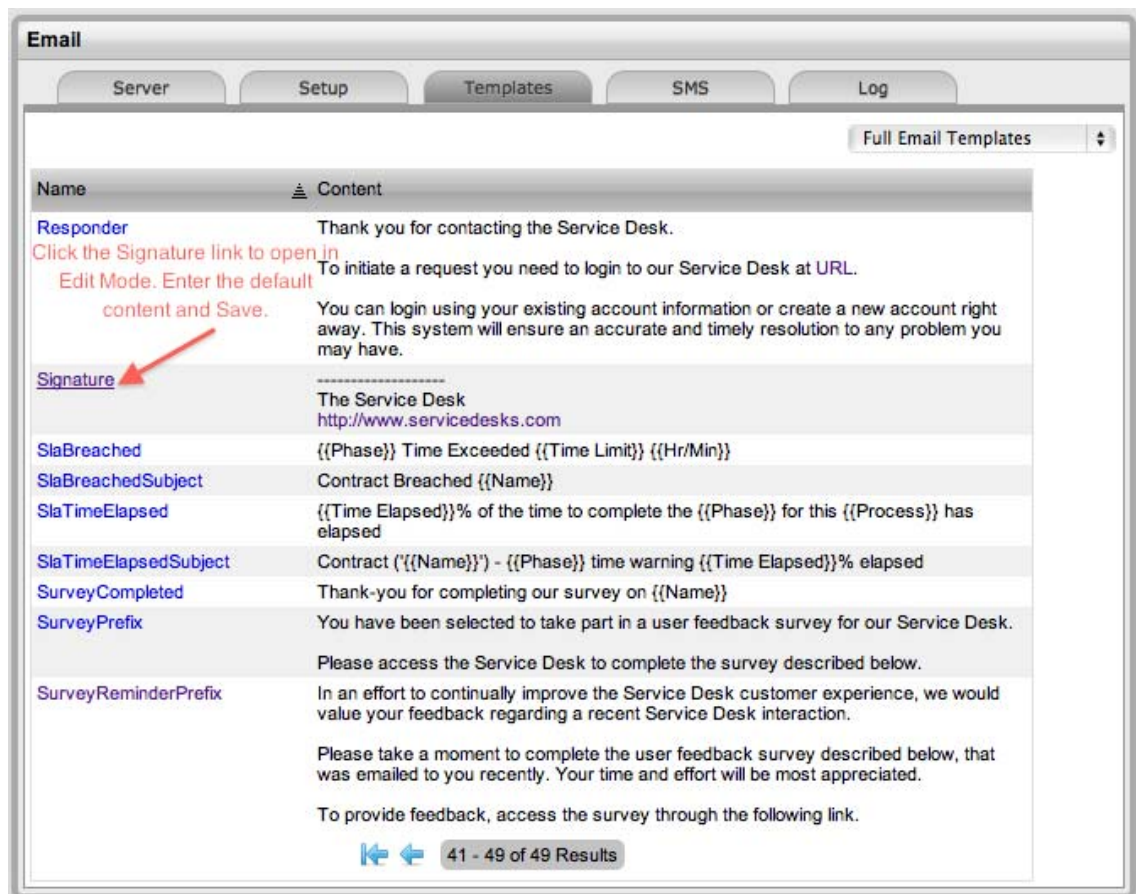 Email
Server Setup Templates SMS Log
Full Email Templates
Name Content
Responder Thank you for contacting the Service Desk.
Click the Signature link to open in
Edit Mode. Enter the default
content and Save.
To initiate a request you need to login to our Service Desk at URL.
You can login using your existing account information or create a new account right
away. This system will ensure an accurate and timely resolution to any problem you
may have.
Signature -------------------
The Service Desk
http://www.servicedesks.com
SlaBreached {{Phase}} Time Exceeded {{Time Limit}} {{Hr/Min}}
SlaBreachedSubject Contract Breached {{Name}}
SlaTimeElapsed {{Time Elapsed}}% of the time to complete the {{Phase}} for this {{Process}} has
elapsed
SlaTimeElapsedSubject Contract ('{{Name}}') - {{Phase}} time warning {{Time Elapsed}}% elapsed
SurveyCompleted Thank-you for completing our survey on {{Name}}
SurveyPrefix You have been selected to take part in a user feedback survey for our Service Desk.
Please access the Service Desk to complete the survey described below.
SurveyReminderPrefix In an effort to continually improve the Service Desk customer experience, we would
value your feedback regarding a recent Service Desk interaction.
Please take a moment to complete the user feedback survey described below, that
was emailed to you recently. Your time and effort will be most appreciated.
To provide feedback, access the survey through the following link.
41 - 49 of 49 Results